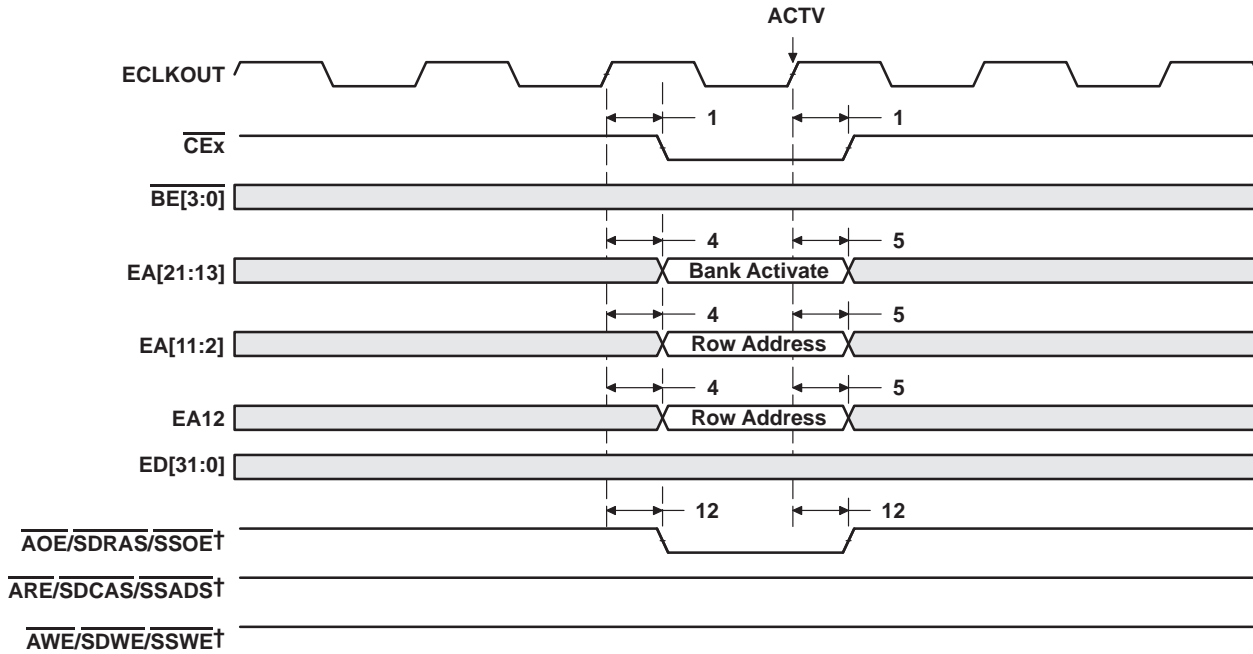 ACTV
ECLKOUT
1 1
CEx
BE[3:0]
4 5
EA[21:13] Bank Activate
4 5
EA[11:2] Row Address
4 5
EA12 Row Address
ED[31:0]
12 12
AOE/SDRAS/SSOE†
ARE/SDCAS/SSADS†
AWE/SDWE/SSWE†